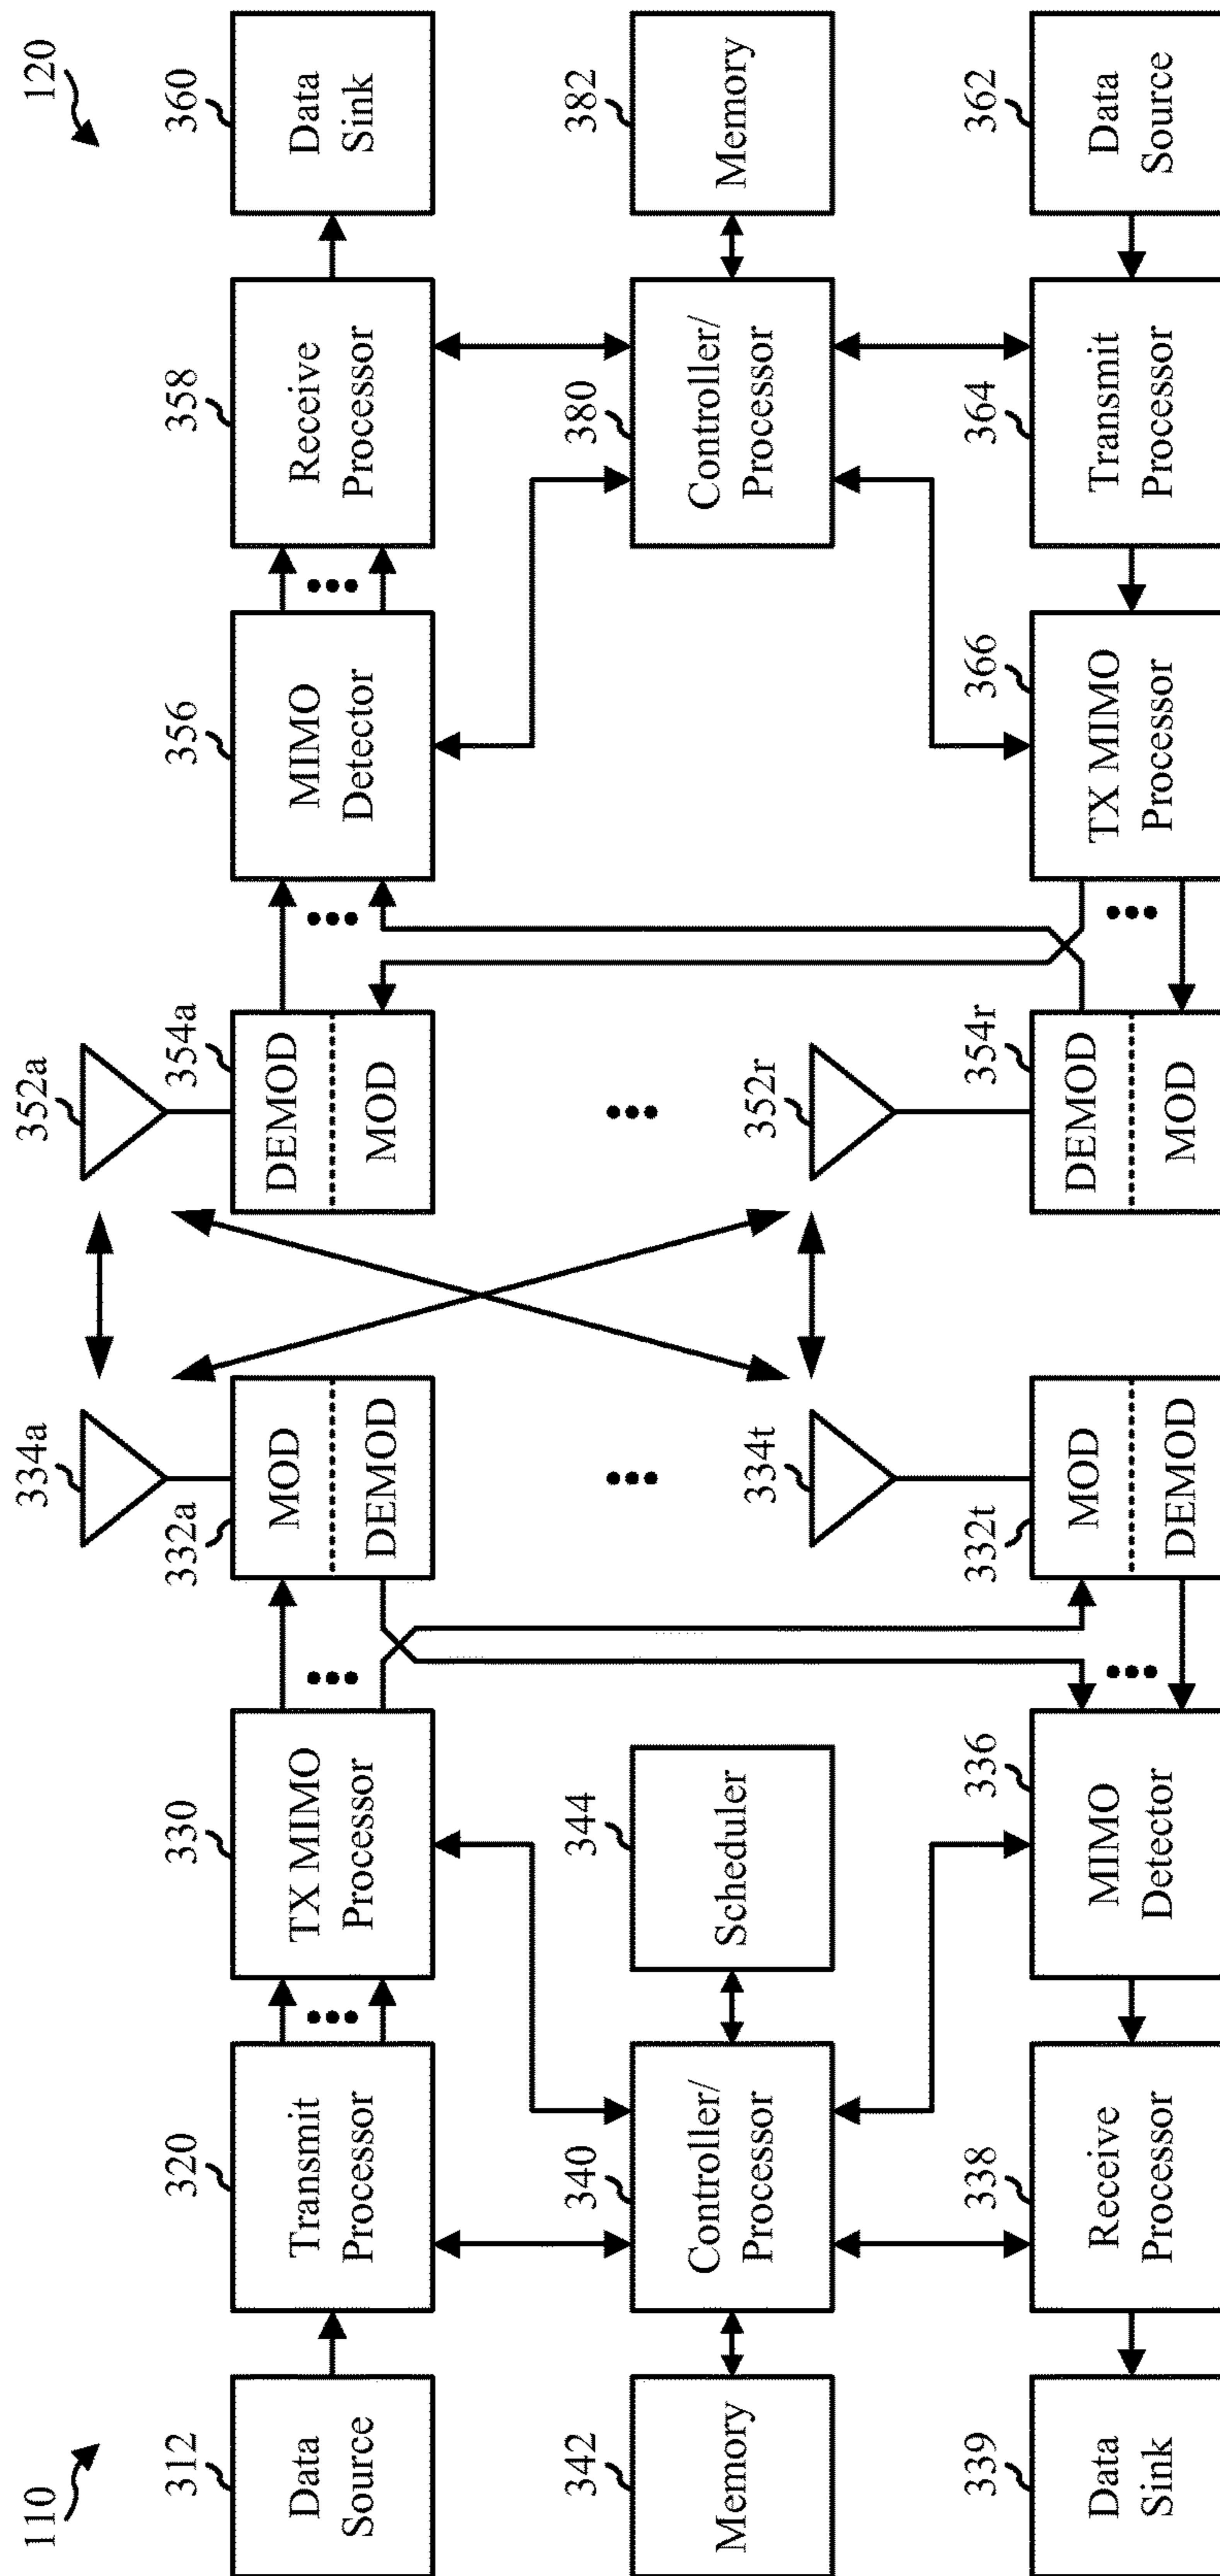 110
120
312
Data
Source
320
Transmit
Processor
330
TX MIMO
Processor
332a
MOD
DEMOD
334a
352a
354a
DEMOD
MOD
356
MIMO
Detector
358
Receive
Processor
360
Data
Sink
342
Memory
340
Controller/
Processor
344
Scheduler
334t
352r
380
Controller/
Processor
382
Memory
339
Data
Sink
338
Receive
Processor
336
MIMO
Detector
332t
MOD
DEMOD
354r
DEMOD
MOD
366
TX MIMO
Processor
364
Transmit
Processor
362
Data
Source